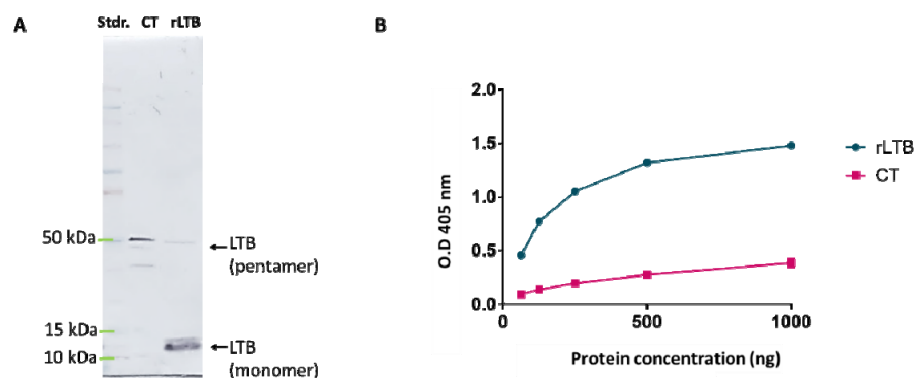 A
Stdr. CT rLTB
50 kDa
LTB
(pentamer)
15 kDa
10 kDa
LTB
(monomer)
B
2.0
1.5
1.0
0.5
0.0
0 500 1000
O.D 405 nm
Protein concentration (ng)
rLTB
CT